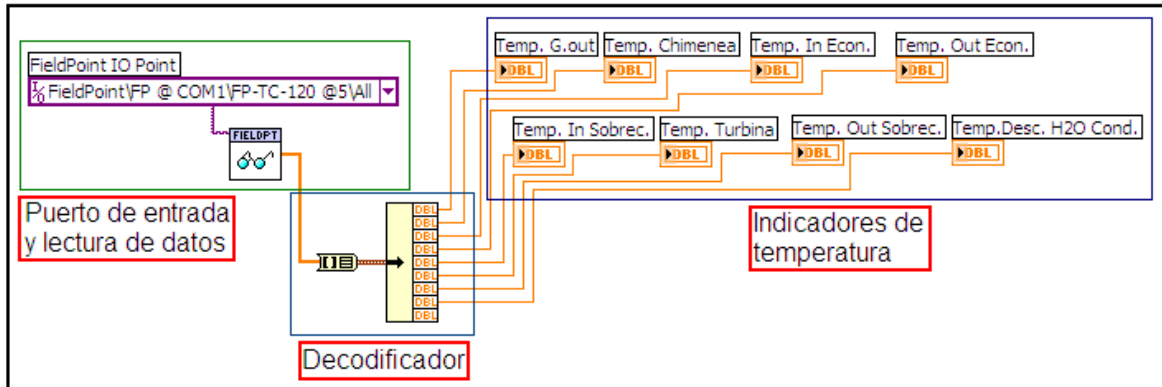 FieldPoint IO Point
I/O FieldPoint\FP @ COM1\FP-TC-120 @5\All
FIELDPT
Puerto de entrada
y lectura de datos
DBL
DBL
DBL
DBL
DBL
DBL
DBL
DBL
DBL
Decodificador
Temp. G.out
Temp. Chimenea
Temp. In Econ.
Temp. Out Econ.
DBL
DBL
DBL
DBL
Temp. In Sobrec.
Temp. Turbina
Temp. Out Sobrec.
Temp.Desc. H2O Cond.
DBL
DBL
DBL
DBL
Indicadores de
temperatura